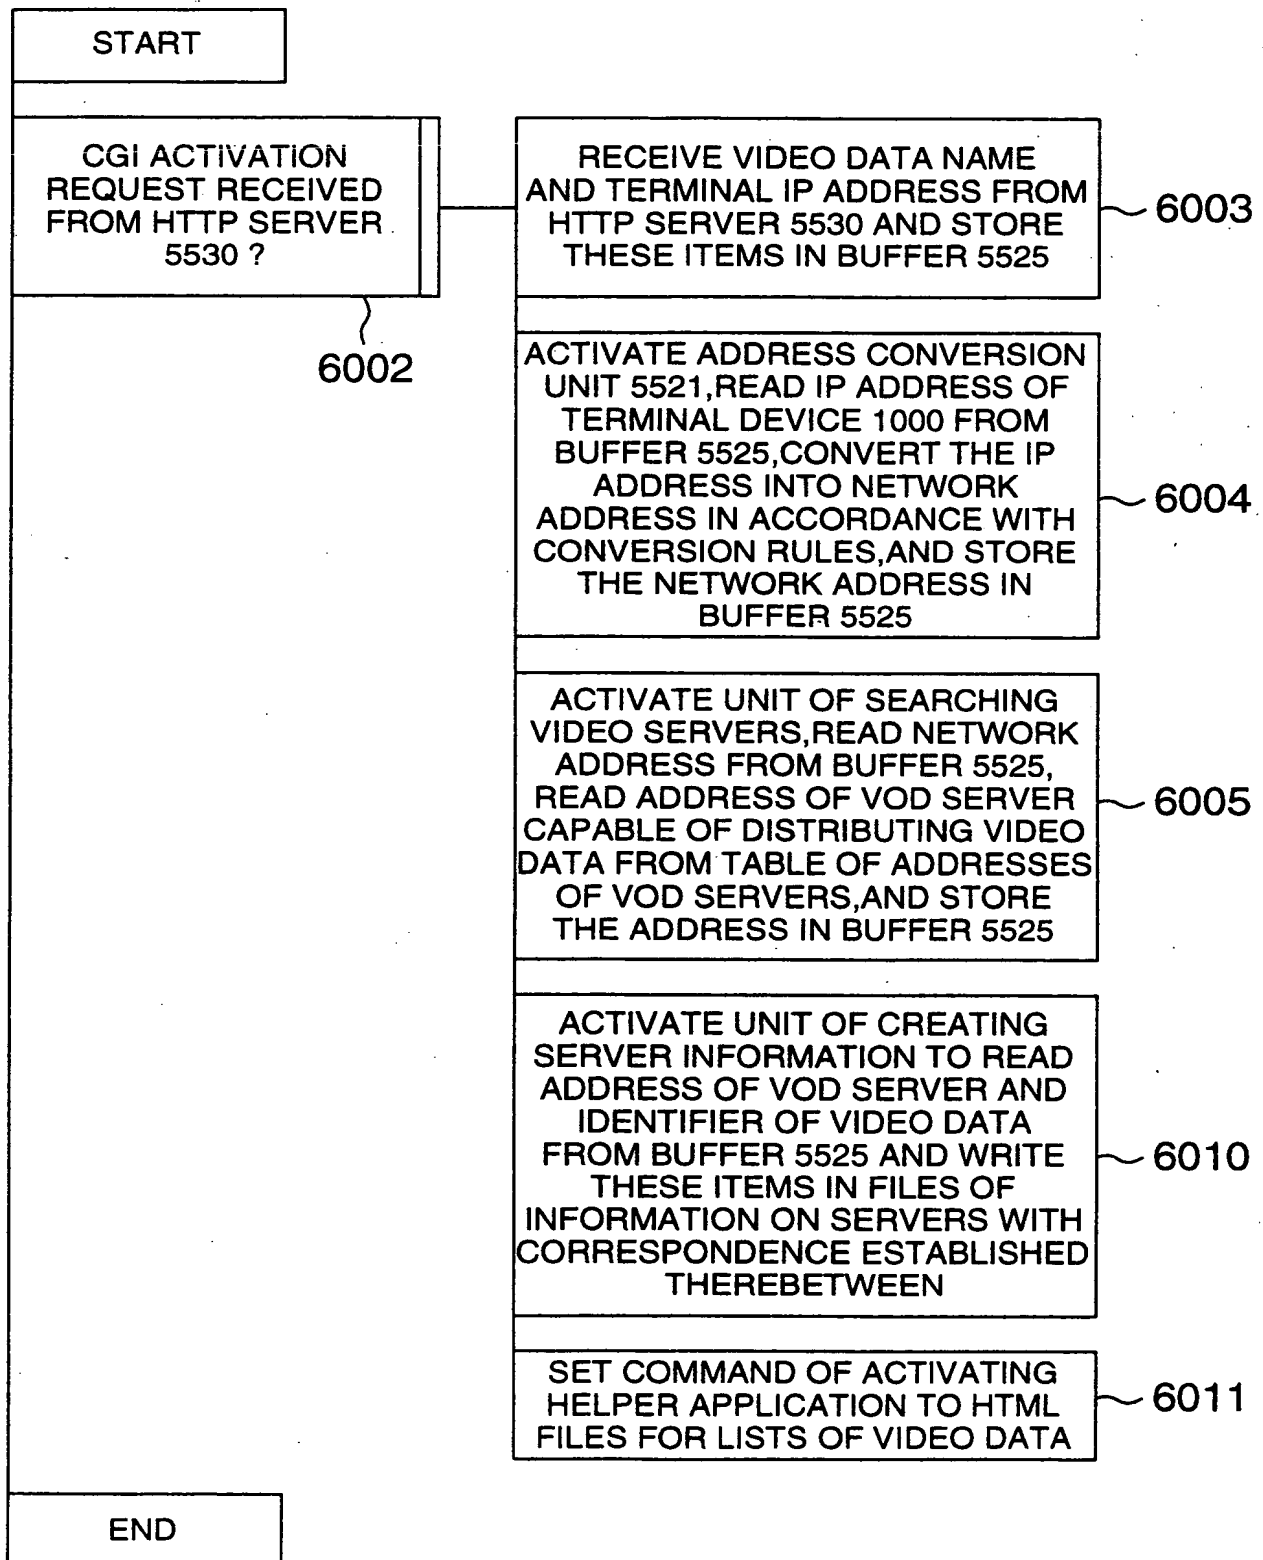 START
CGI ACTIVATION
REQUEST RECEIVED
FROM HTTP SERVER
5530 ?
6002
RECEIVE VIDEO DATA NAME
AND TERMINAL IP ADDRESS FROM
HTTP SERVER 5530 AND STORE
THESE ITEMS IN BUFFER 5525
6003
ACTIVATE ADDRESS CONVERSION
UNIT 5521,READ IP ADDRESS OF
TERMINAL DEVICE 1000 FROM
BUFFER 5525,CONVERT THE IP
ADDRESS INTO NETWORK
ADDRESS IN ACCORDANCE WITH
CONVERSION RULES,AND STORE
THE NETWORK ADDRESS IN
BUFFER 5525
6004
ACTIVATE UNIT OF SEARCHING
VIDEO SERVERS,READ NETWORK
ADDRESS FROM BUFFER 5525,
READ ADDRESS OF VOD SERVER
CAPABLE OF DISTRIBUTING VIDEO
DATA FROM TABLE OF ADDRESSES
OF VOD SERVERS,AND STORE
THE ADDRESS IN BUFFER 5525
6005
ACTIVATE UNIT OF CREATING
SERVER INFORMATION TO READ
ADDRESS OF VOD SERVER AND
IDENTIFIER OF VIDEO DATA
FROM BUFFER 5525 AND WRITE
THESE ITEMS IN FILES OF
INFORMATION ON SERVERS WITH
CORRESPONDENCE ESTABLISHED
THEREBETWEEN
6010
SET COMMAND OF ACTIVATING
HELPER APPLICATION TO HTML
FILES FOR LISTS OF VIDEO DATA
6011
END